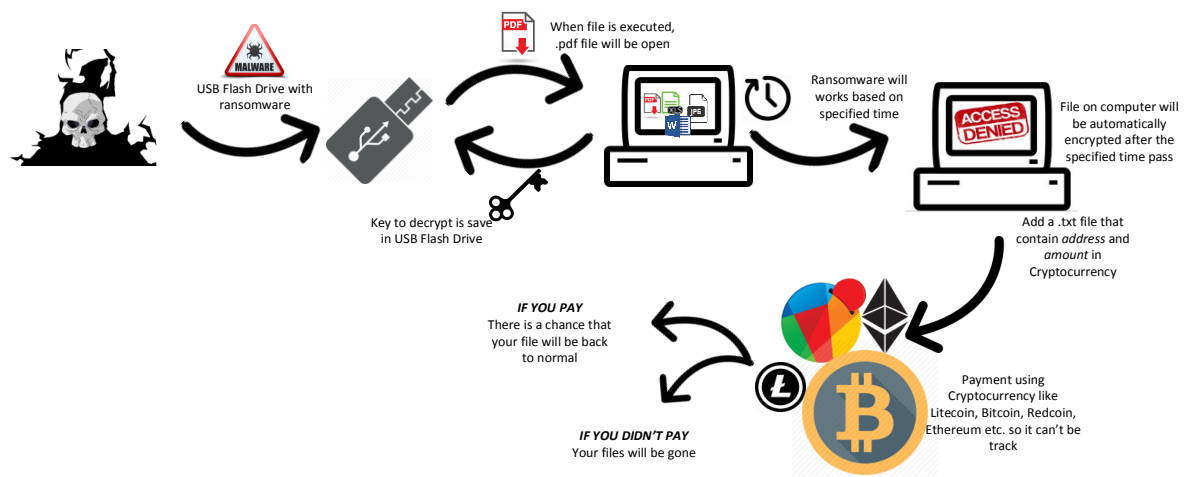 MALWARE
USB Flash Drive with
ransomware
PDF
When file is executed,
.pdf file will be open
Key to decrypt is save
in USB Flash Drive
PDF
XLS
JPG
W
Ransomware will
works based on
specified time
ACCESS
DENIED
File on computer will
be automatically
encrypted after the
specified time pass
Add a .txt file that
contain address and
amount in
Cryptocurrency
IF YOU PAY
There is a chance that
your file will be back
to normal
IF YOU DIDN'T PAY
Your files will be gone
Payment using
Cryptocurrency like
Litecoin, Bitcoin, Redcoin,
Ethereum etc. so it can't be
track